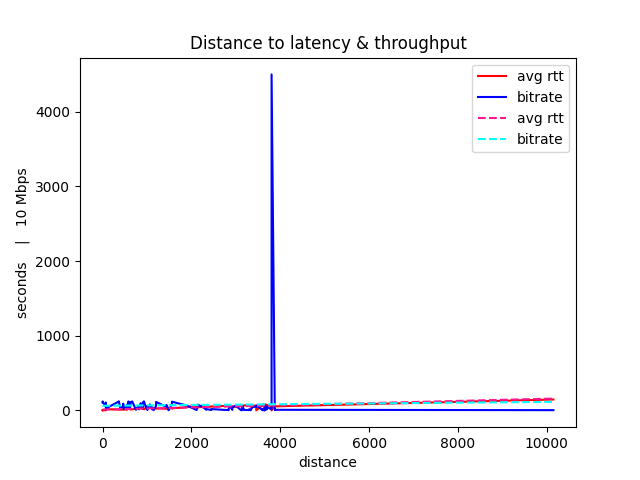 Distance to latency & throughput
avg rtt
bitrate
avg rtt
bitrate
seconds | 10 Mbps
4000
3000
2000
1000
0
0 2000 4000 6000 8000 10000
distance